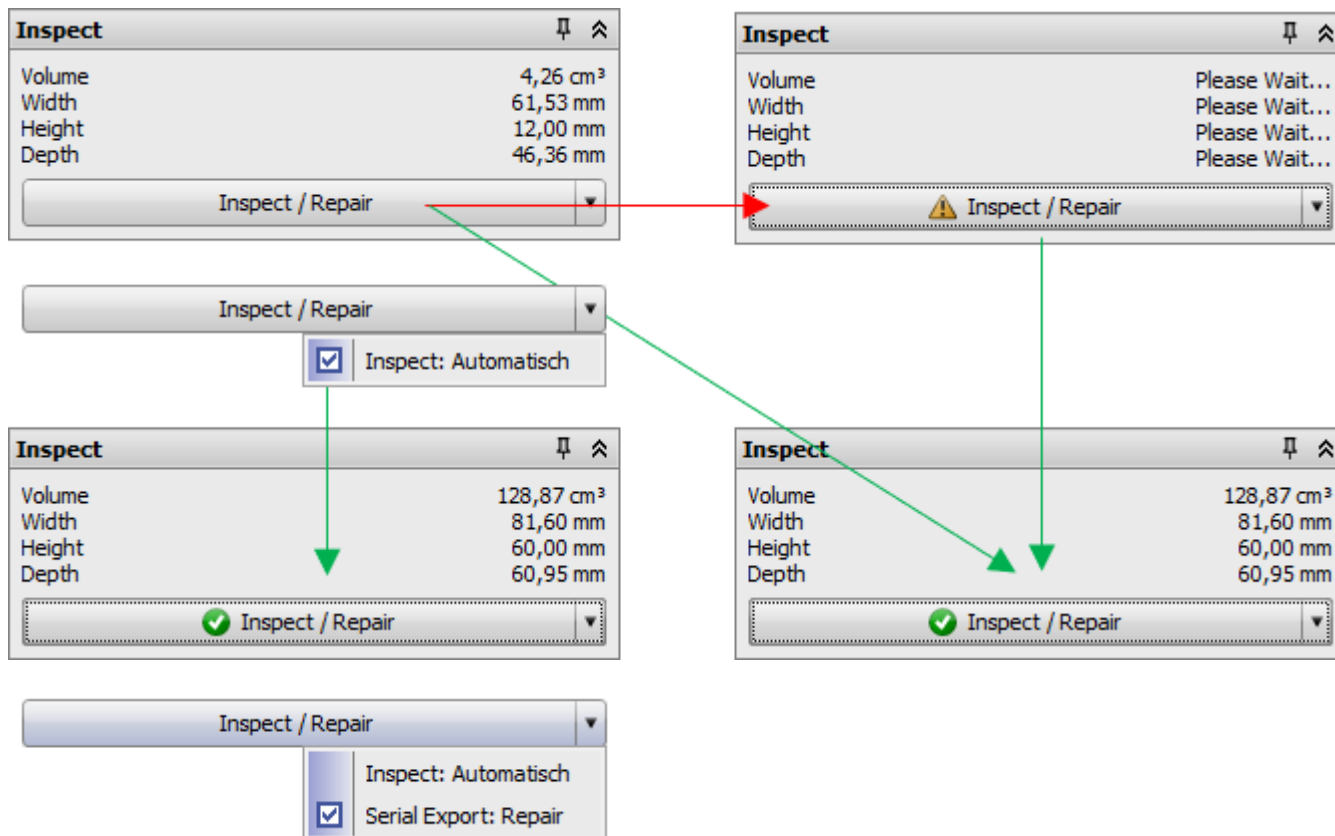 Inspect
Volume 4,26 cm³
Width 61,53 mm
Height 12,00 mm
Depth 46,36 mm
Inspect / Repair
Inspect
Volume Please Wait...
Width Please Wait...
Height Please Wait...
Depth Please Wait...
Inspect / Repair
Inspect / Repair
Inspect: Automatisch
Inspect
Volume 128,87 cm³
Width 81,60 mm
Height 60,00 mm
Depth 60,95 mm
Inspect / Repair
Inspect
Volume 128,87 cm³
Width 81,60 mm
Height 60,00 mm
Depth 60,95 mm
Inspect / Repair
Inspect / Repair
Inspect: Automatisch
Serial Export: Repair